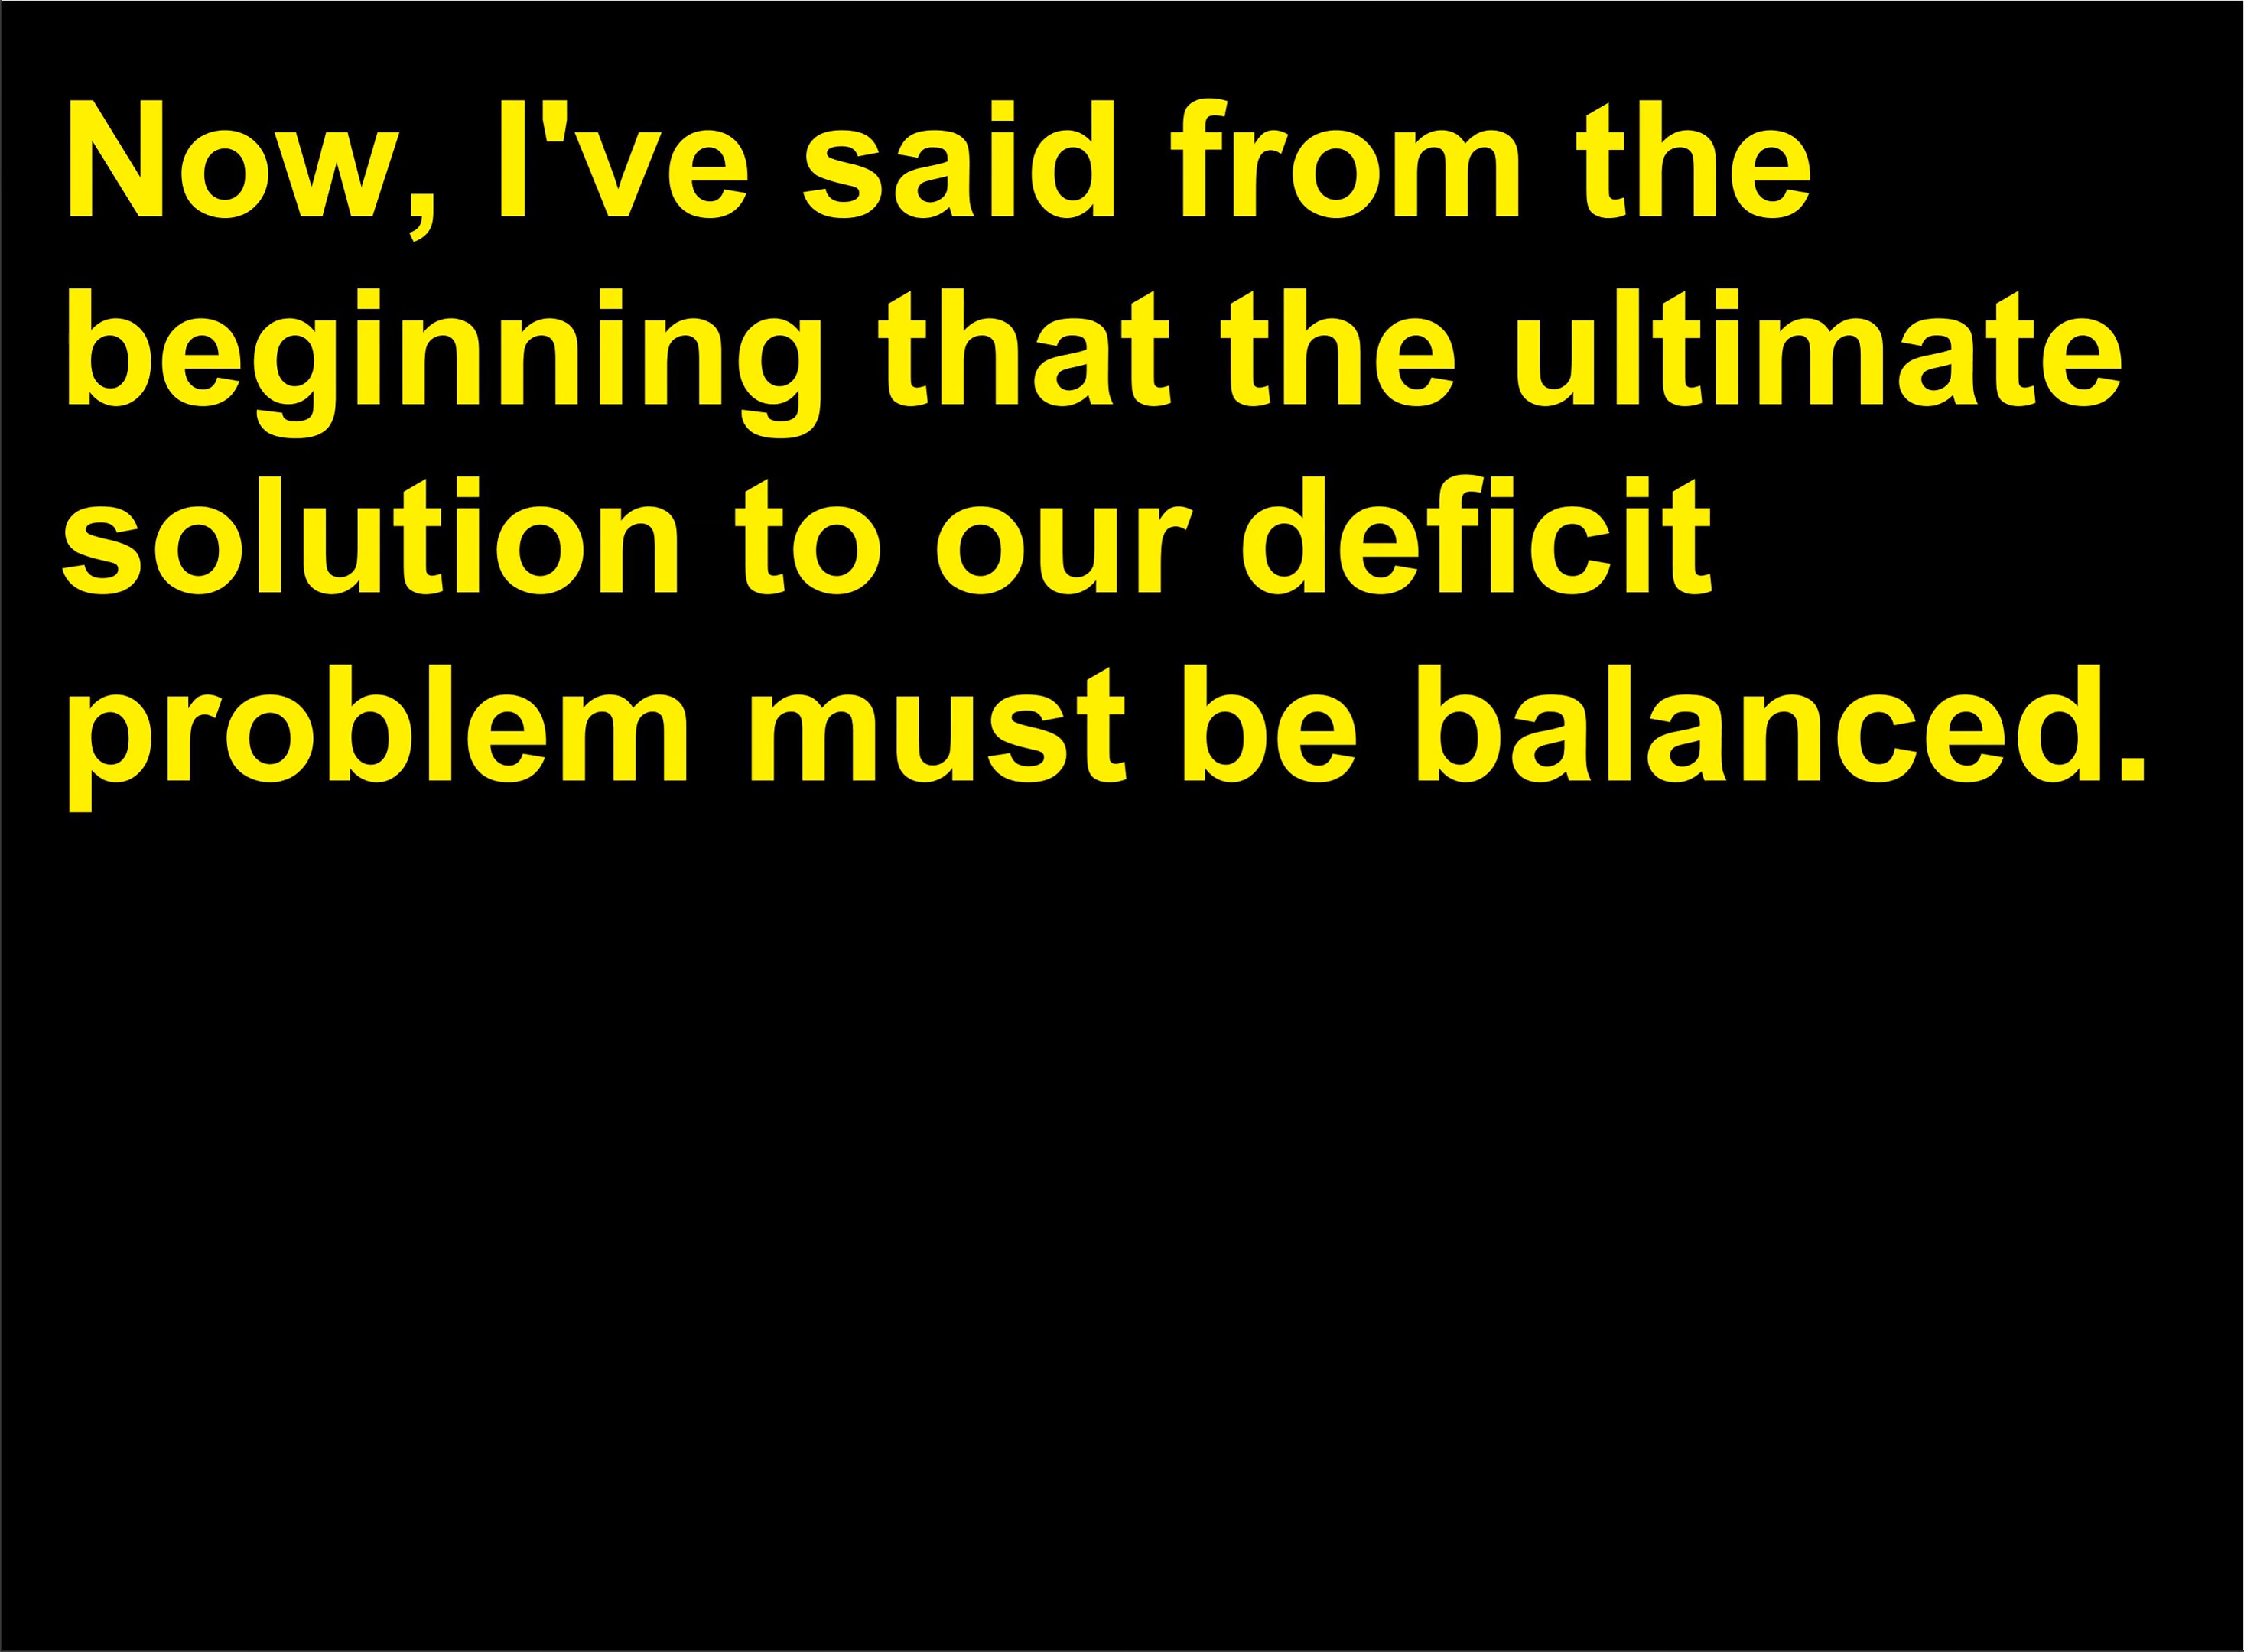 Now, I've said from the
beginning that the ultimate
solution to our deficit
problem must be balanced.